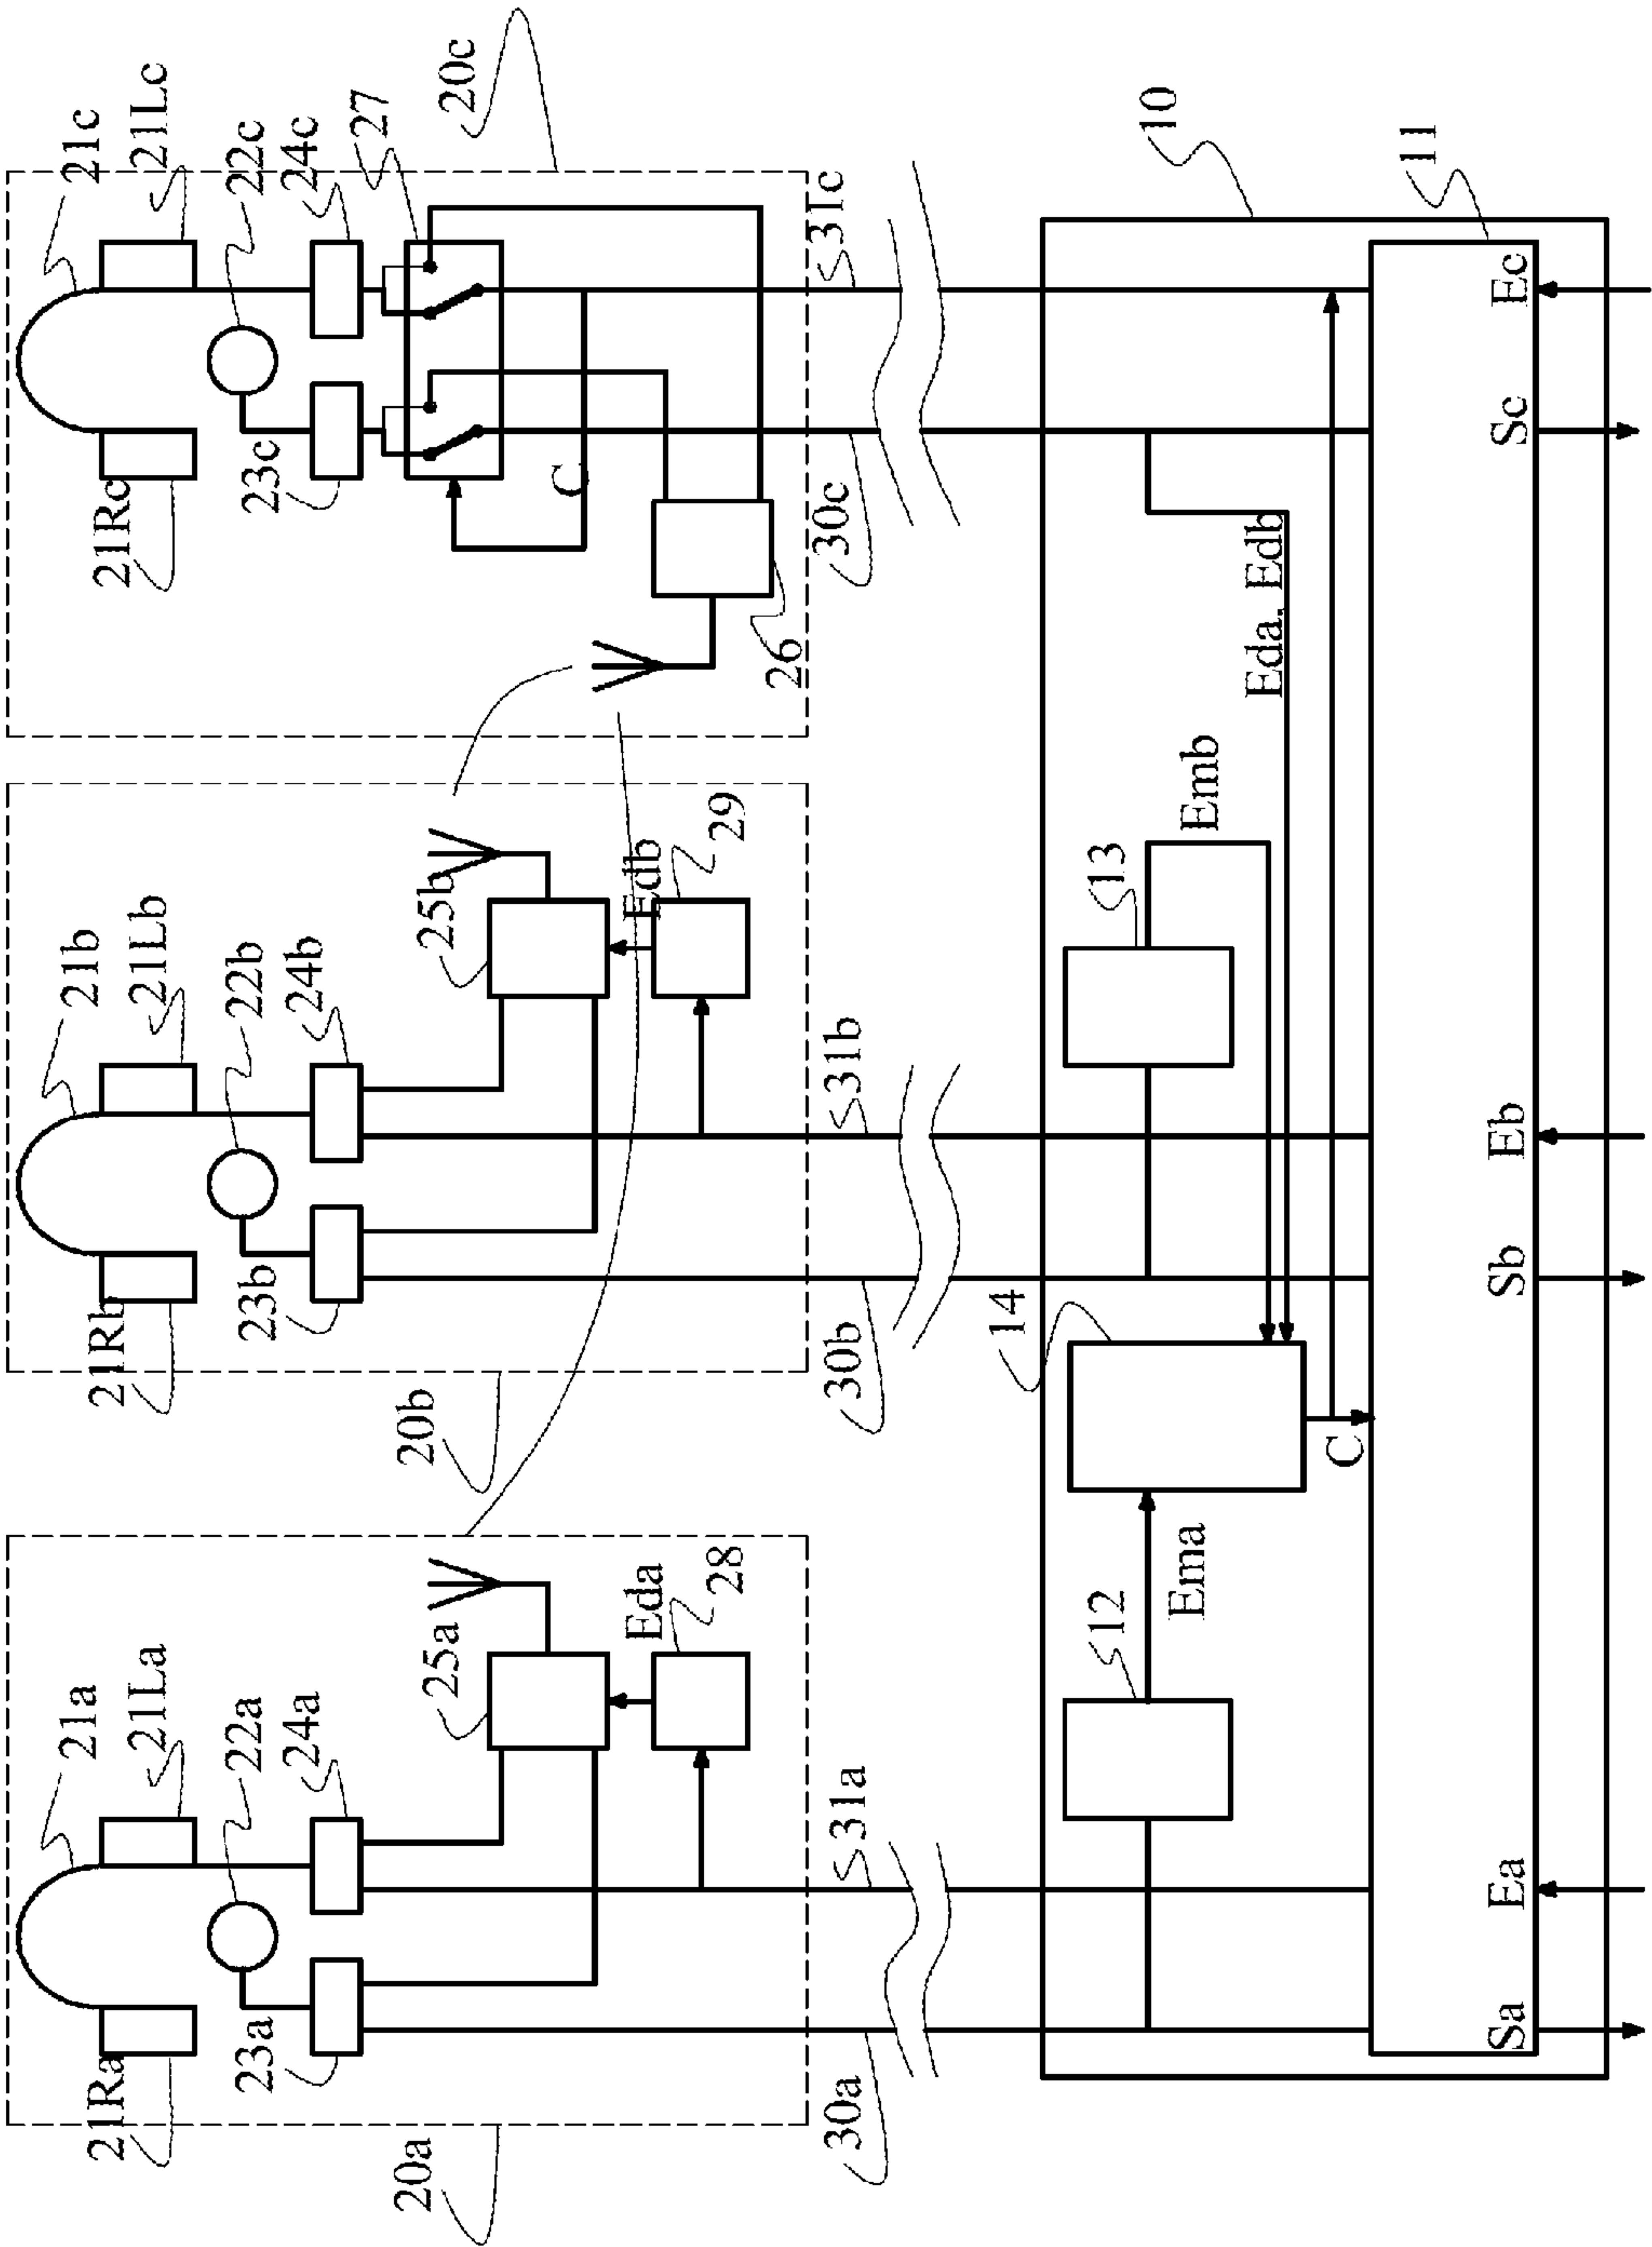 21Ra
21a
21La
22a
23a
24a
25a
Eda
28
20a
30a
31a
21Rb
21b
21Lb
22b
23b
24b
25b
Edb
29
20b
30b
31b
21Rc
21c
21Lc
22c
23c
24c
27
C
26
20c
30c
31c
10
12
Ema
14
13
Emb
Eda, Edb
C
11
Sa
Ea
Sb
Eb
Sc
Ec